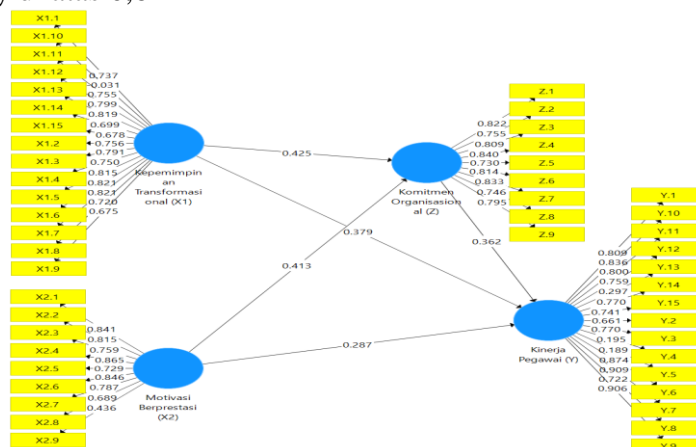 X1.1
X1.10
X1.11
X1.12
X1.13
X1.14
X1.15
X1.2
X1.3
X1.4
X1.5
X1.6
X1.7
X1.8
X1.9
0.737
0.031
0.755
0.799
0.819
0.699
0.678
0.756
0.791
0.750
0.815
0.821
0.821
0.720
0.675
Kepemimpin
an
Transformasi
onal (X1)
0.425
0.379
0.413
0.287
0.362
Komitmen
Organisasion
al (Z)
0.822
0.755
0.809
0.840
0.730
0.814
0.833
0.746
0.795
Z.1
Z.2
Z.3
Z.4
Z.5
Z.6
Z.7
Z.8
Z.9
X2.1
X2.2
X2.3
X2.4
X2.5
X2.6
X2.7
X2.8
X2.9
0.841
0.815
0.759
0.865
0.729
0.846
0.787
0.689
0.436
Motivasi
Berprestasi
(X2)
Kinerja
Pegawai (Y)
0.809
0.836
0.800
0.759
0.297
0.770
0.741
0.661
0.770
0.195
0.189
0.874
0.909
0.722
0.906
Y.1
Y.10
Y.11
Y.12
Y.13
Y.14
Y.15
Y.2
Y.3
Y.4
Y.5
Y.6
Y.7
Y.8